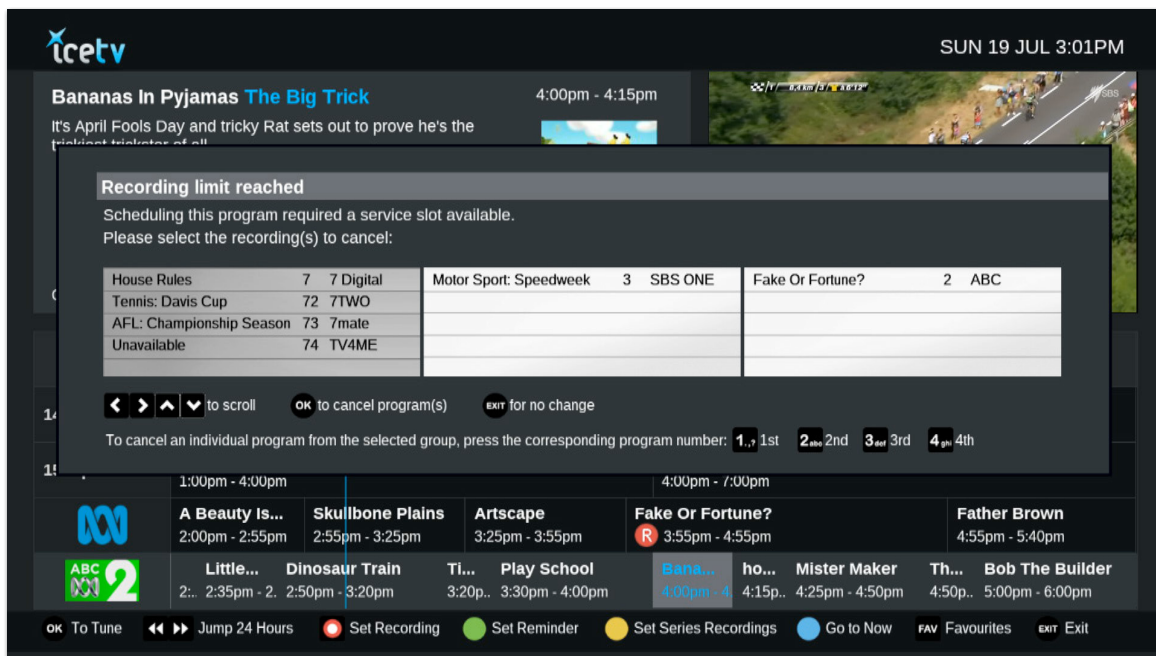 icetv
SUN 19 JUL 3:01PM
Bananas In Pyjamas The Big Trick
4:00pm - 4:15pm
It's April Fools Day and tricky Rat sets out to prove he's the
trickiest trickster of all
SBS
Recording limit reached
Scheduling this program required a service slot available.
Please select the recording(s) to cancel:
House Rules 7 7 Digital
Tennis: Davis Cup 72 7TWO
AFL: Championship Season 73 7mate
Unavailable 74 TV4ME
Motor Sport: Speedweek 3 SBS ONE
Fake Or Fortune? 2 ABC
to scroll OK to cancel program(s) EXIT for no change
To cancel an individual program from the selected group, press the corresponding program number: 1.,? 1st 2abc 2nd 3def 3rd 4ghi 4th
1:00pm - 4:00pm 4:00pm - 7:00pm
A Beauty Is... Skullbone Plains Artscape Fake Or Fortune? Father Brown
2:00pm - 2:55pm 2:55pm - 3:25pm 3:25pm - 3:55pm R 3:55pm - 4:55pm 4:55pm - 5:40pm
ABC 2 Little... Dinosaur Train Ti... Play School Bana... ho... Mister Maker Th... Bob The Builder
2:.. 2:35pm - 2. 2:50pm - 3:20pm 3:20p.. 3:30pm - 4:00pm 4:00pm - 4 4:15p.. 4:25pm - 4:50pm 4:50p.. 5:00pm - 6:00pm
OK To Tune Jump 24 Hours Set Recording Set Reminder Set Series Recordings Go to Now FAV Favourites EXIT Exit